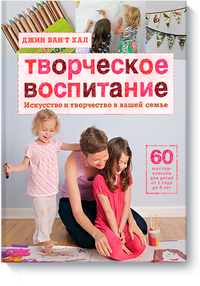 ДЖИН ВАН'Т ХАЛ
ТВОРЧЕСКОЕ
ВОСПИТАНИЕ
Искусство и творчество в вашей семье
60
мастер-
классов
для детей
от 1 года
до 8 лет